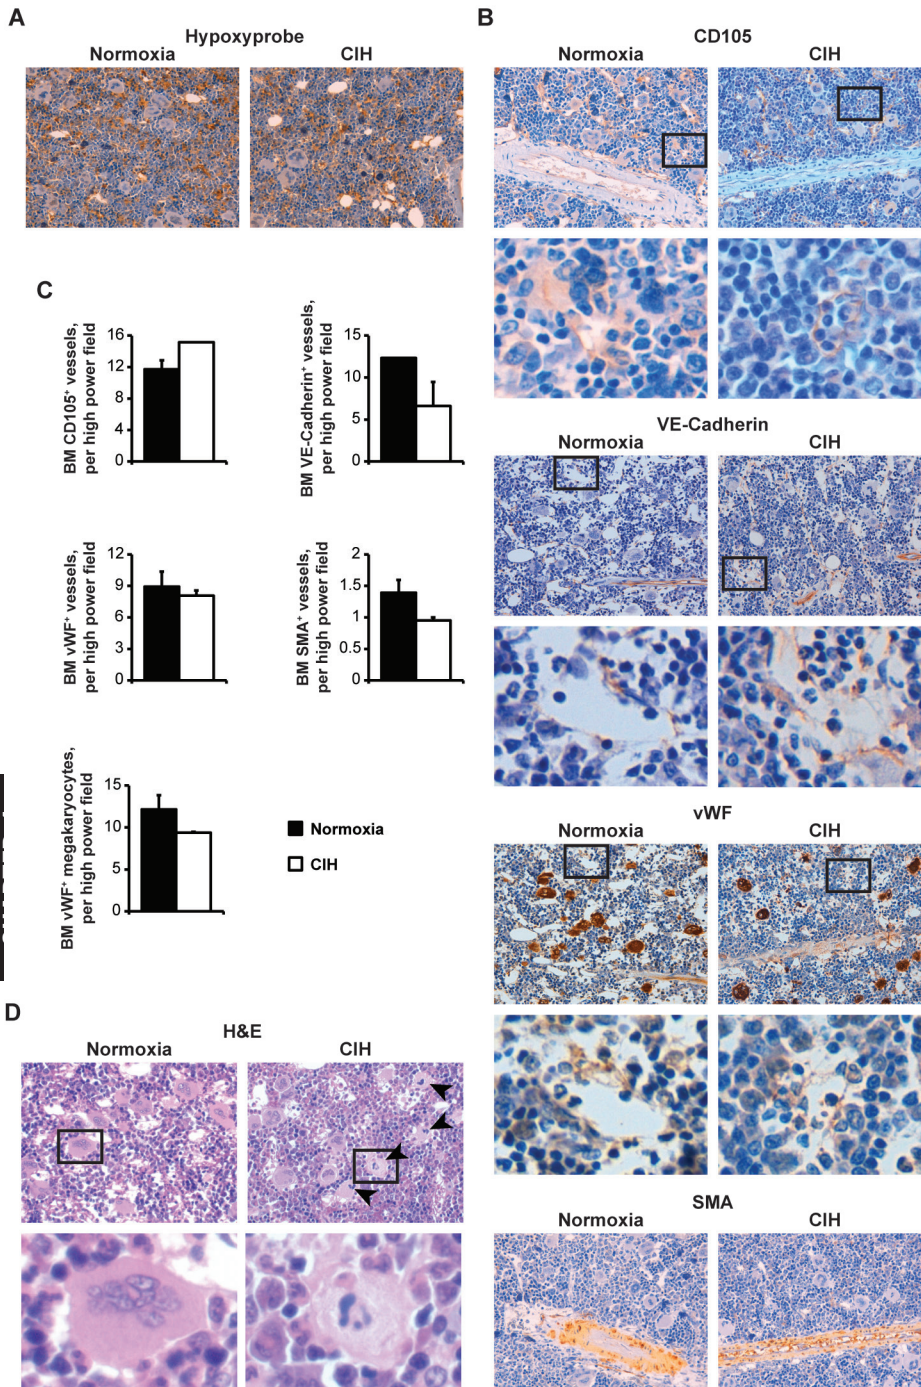 A
Hypoxyprobe
Normoxia
CIH
B
CD105
Normoxia
CIH
C
BM CD105⁺ vessels,
per high power field
16
12
8
4
0
BM VE-Cadherin⁺ vessels,
per high power field
15
10
5
0
BM vWF⁺ vessels,
per high power field
12
9
6
3
0
BM SMA⁺ vessels,
per high power field
2
1.5
1
0.5
0
BM vWF⁺ megakaryocytes,
per high power field
15
10
5
0
Normoxia
CIH
VE-Cadherin
Normoxia
CIH
vWF
Normoxia
CIH
D
H&E
Normoxia
CIH
SMA
Normoxia
CIH